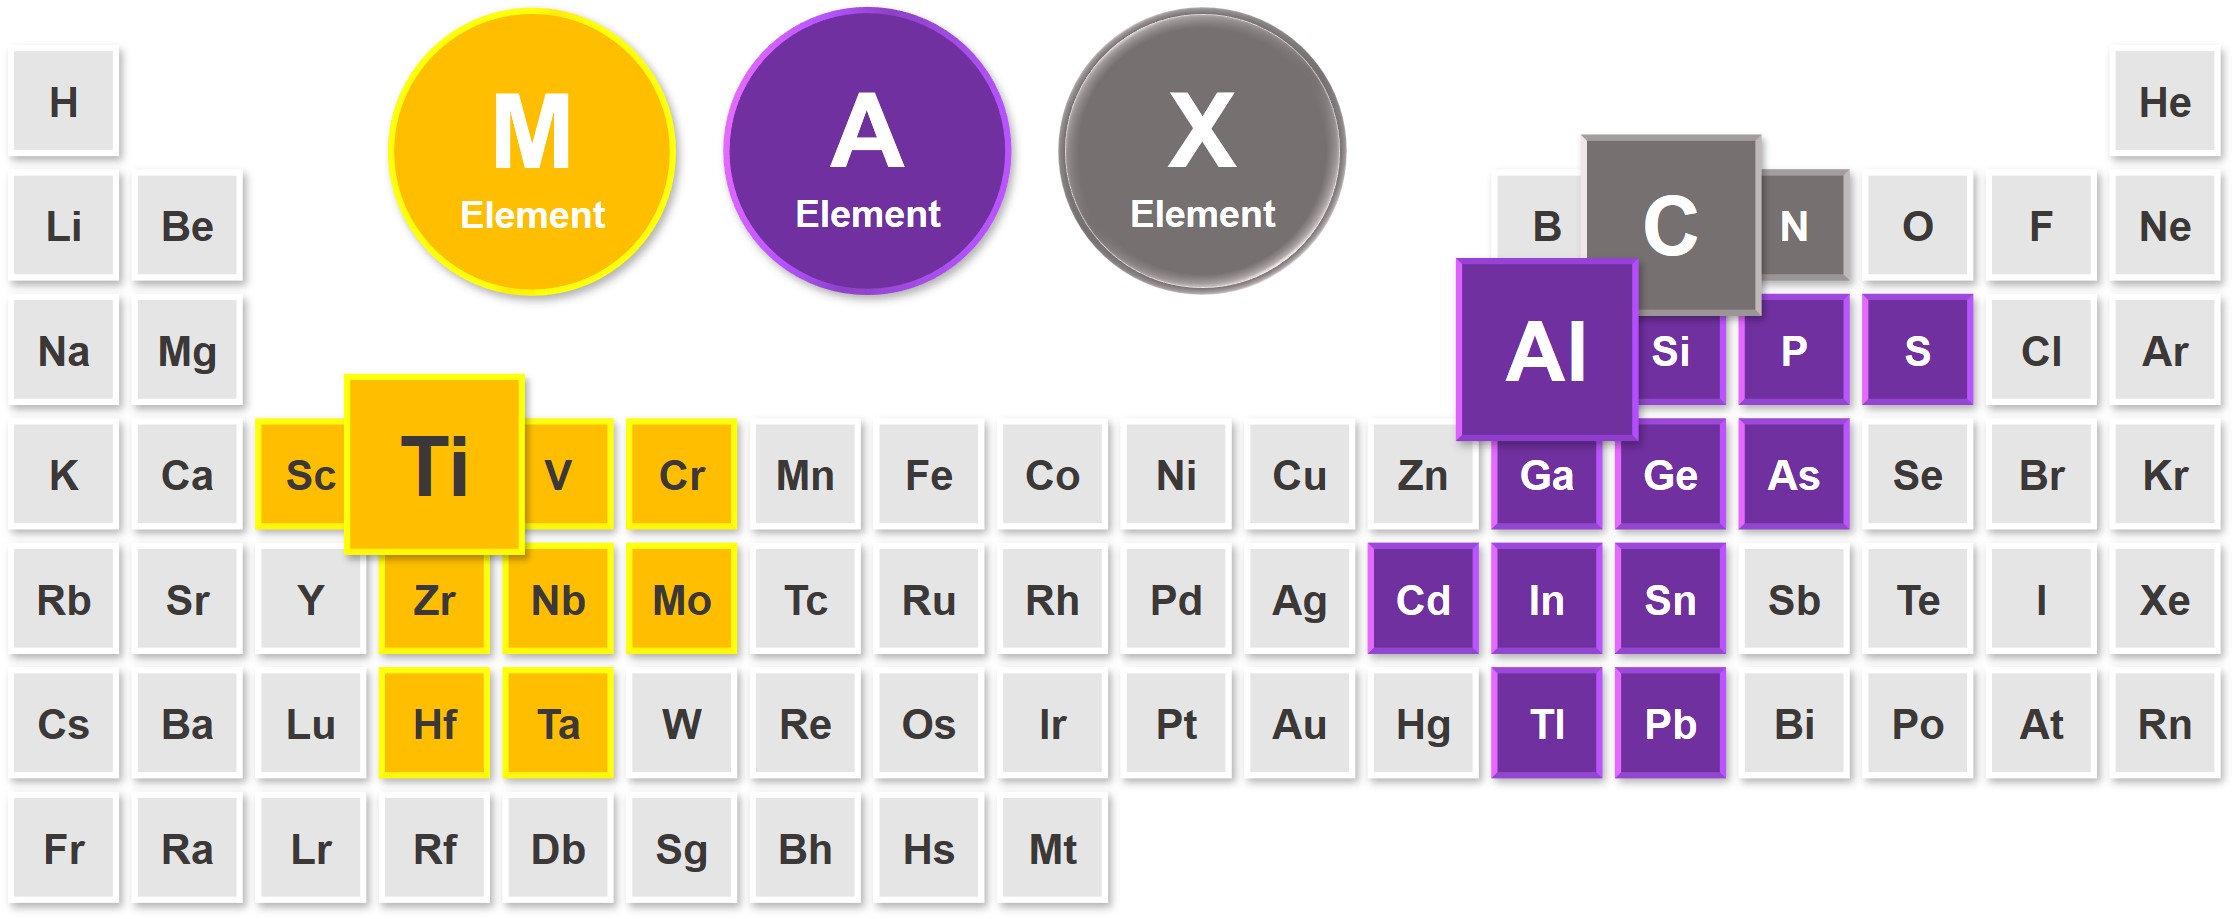 M
Element
A
Element
X
Element
H He
Li Be B C N O F Ne
Na Mg Al Si P S Cl Ar
K Ca Sc Ti V Cr Mn Fe Co Ni Cu Zn Ga Ge As Se Br Kr
Rb Sr Y Zr Nb Mo Tc Ru Rh Pd Ag Cd In Sn Sb Te I Xe
Cs Ba Lu Hf Ta W Re Os Ir Pt Au Hg Tl Pb Bi Po At Rn
Fr Ra Lr Rf Db Sg Bh Hs Mt